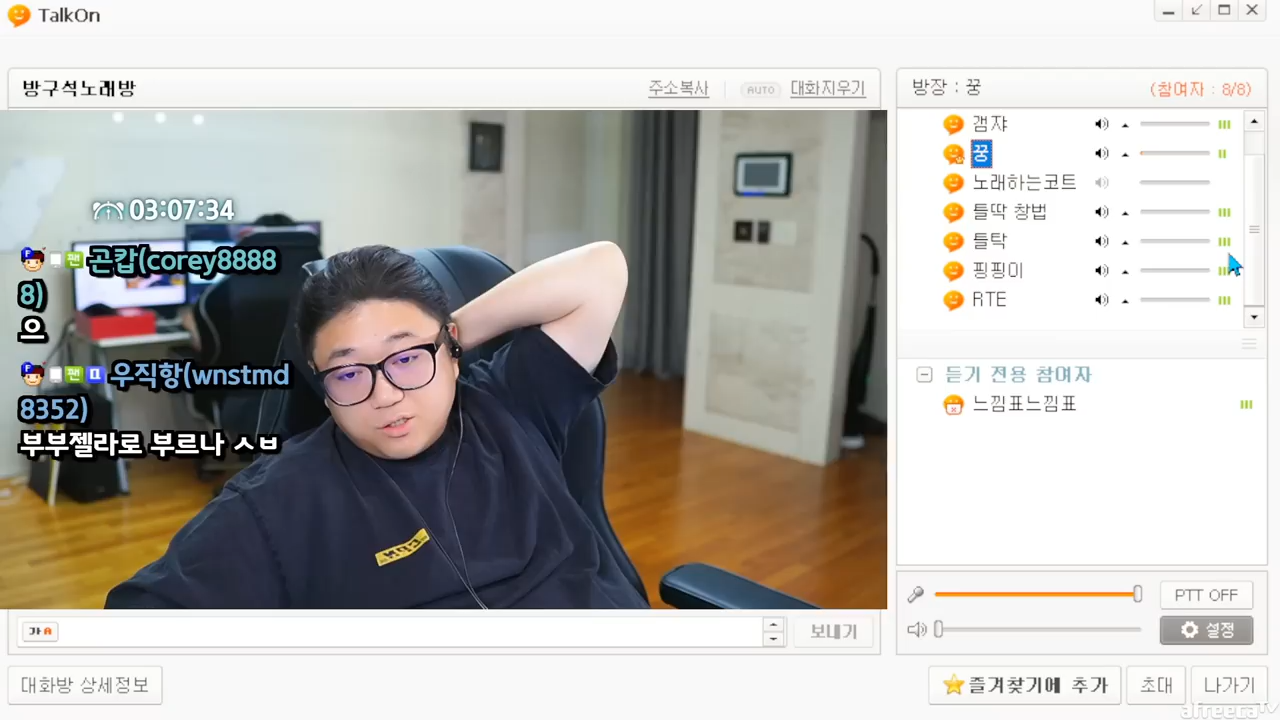 TalkOn
방구석노래방
주소복사
AUTO
대화지우기
방장 : 꿍
(참여자 : 8/8)
갬쟈
꿍
노래하는코트
틀딱 창법
틀탁
핑핑이
RTE
듣기 전용 참여자
느낌표느낌표
03:07:34
팬 곤캅(corey8888
8)
으
팬 우직항(wnstmd
8352)
부부젤라로 부르나 ㅅㅂ
가A
보내기
PTT OFF
설정
대화방 상세정보
즐겨찾기에 추가
초대
나가기
afreecaTV